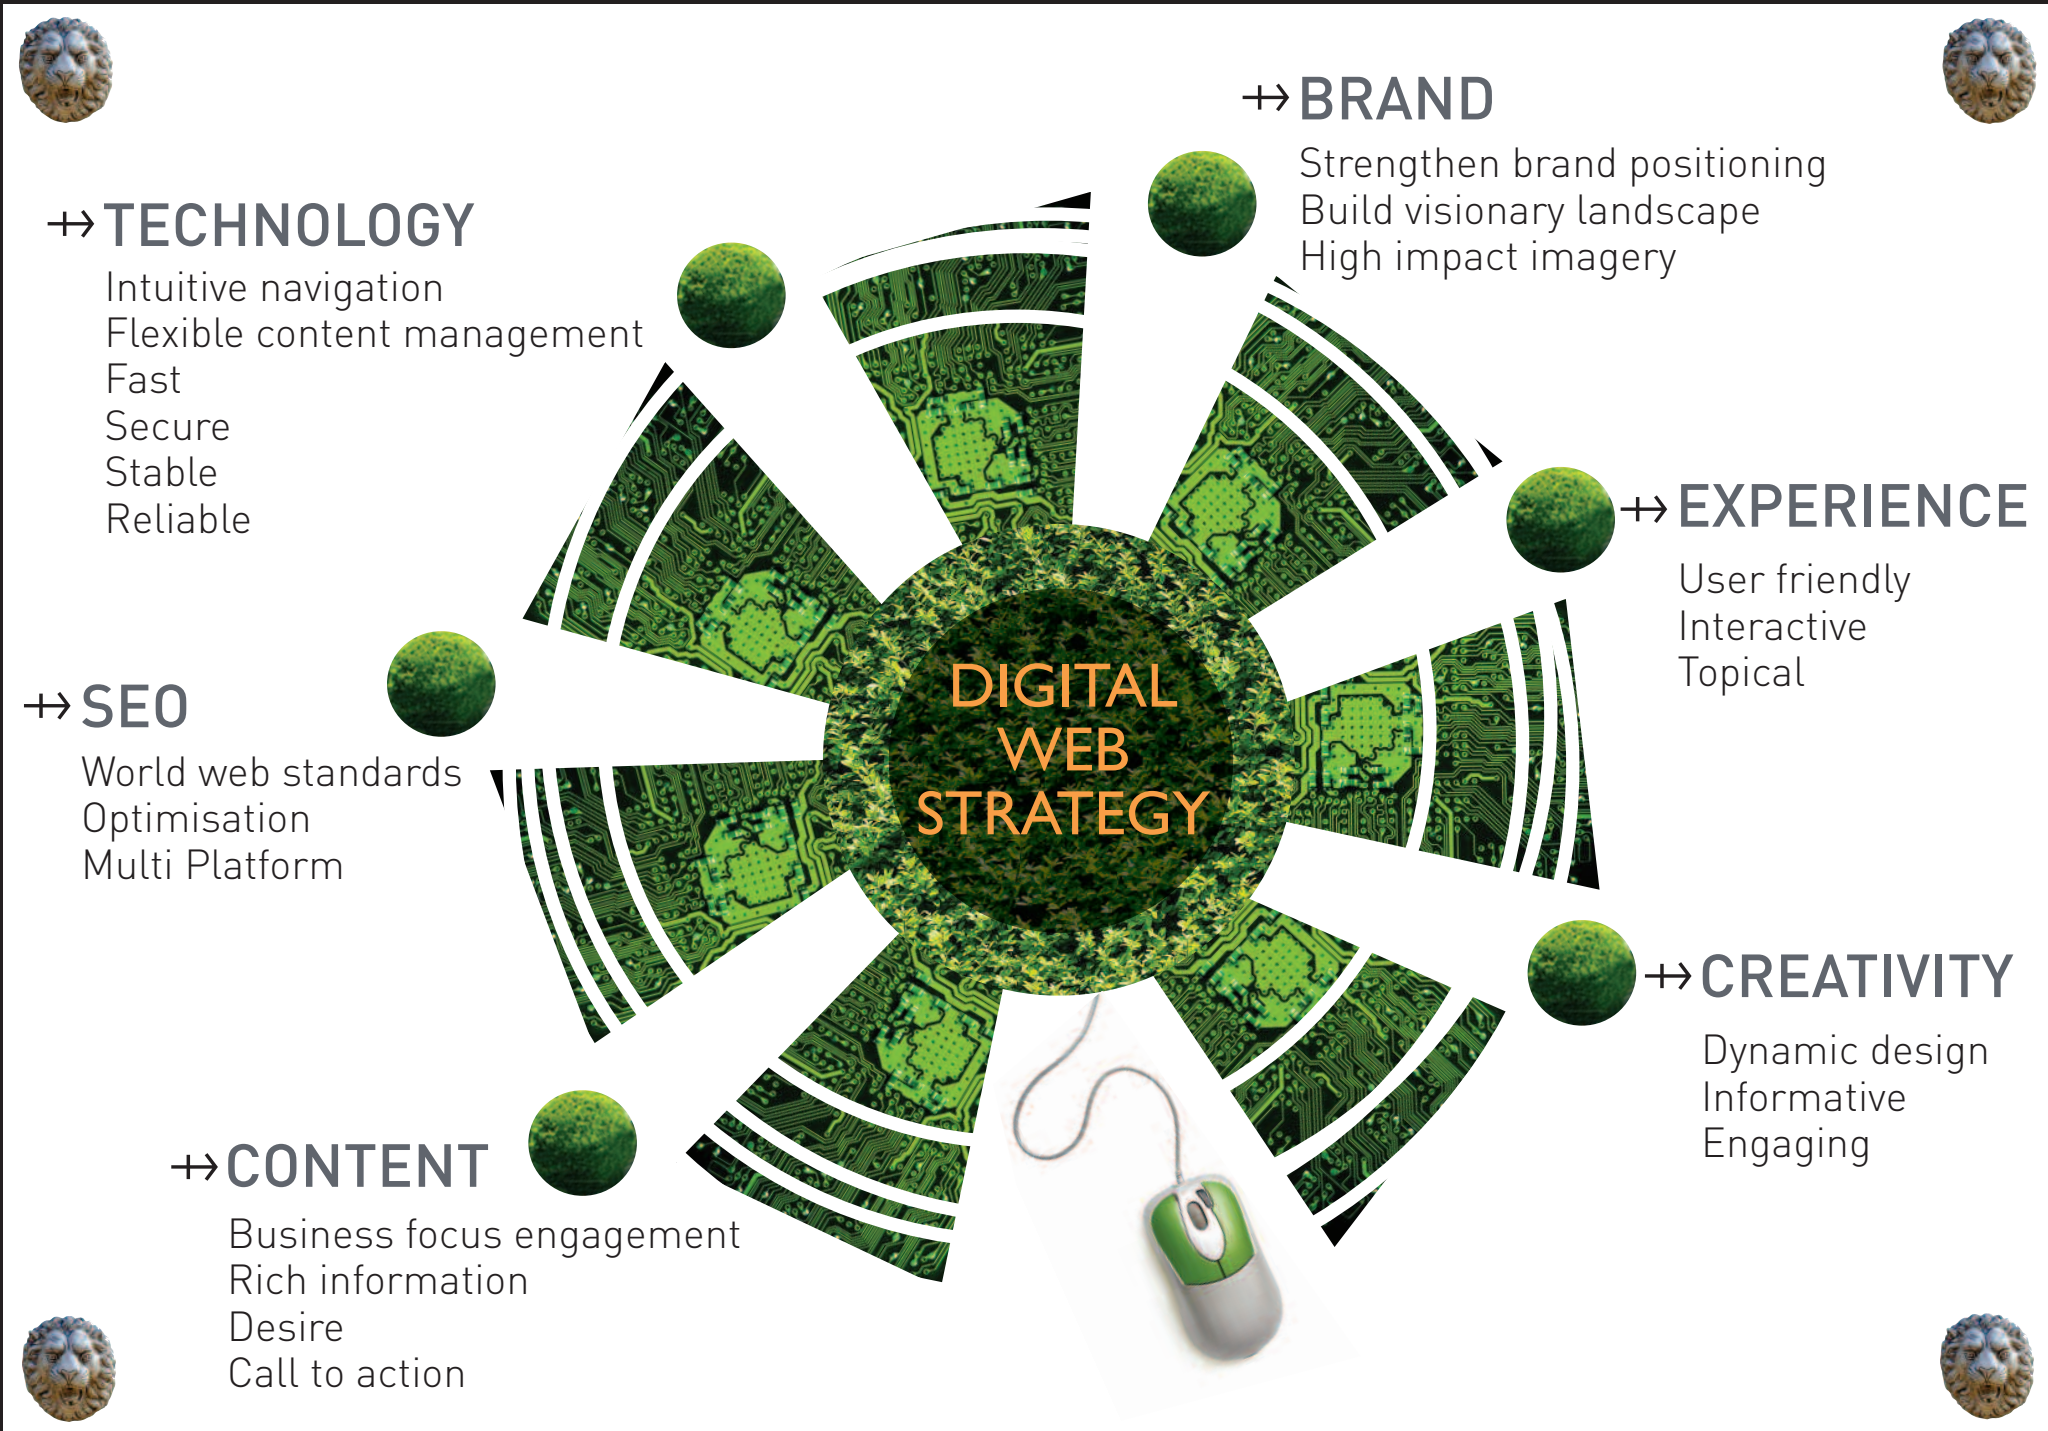 BRAND
Strengthen brand positioning
Build visionary landscape
High impact imagery
TECHNOLOGY
Intuitive navigation
Flexible content management
Fast
Secure
Stable
Reliable
EXPERIENCE
User friendly
Interactive
Topical
DIGITAL
WEB
STRATEGY
SEO
World web standards
Optimisation
Multi Platform
CREATIVITY
Dynamic design
Informative
Engaging
CONTENT
Business focus engagement
Rich information
Desire
Call to action